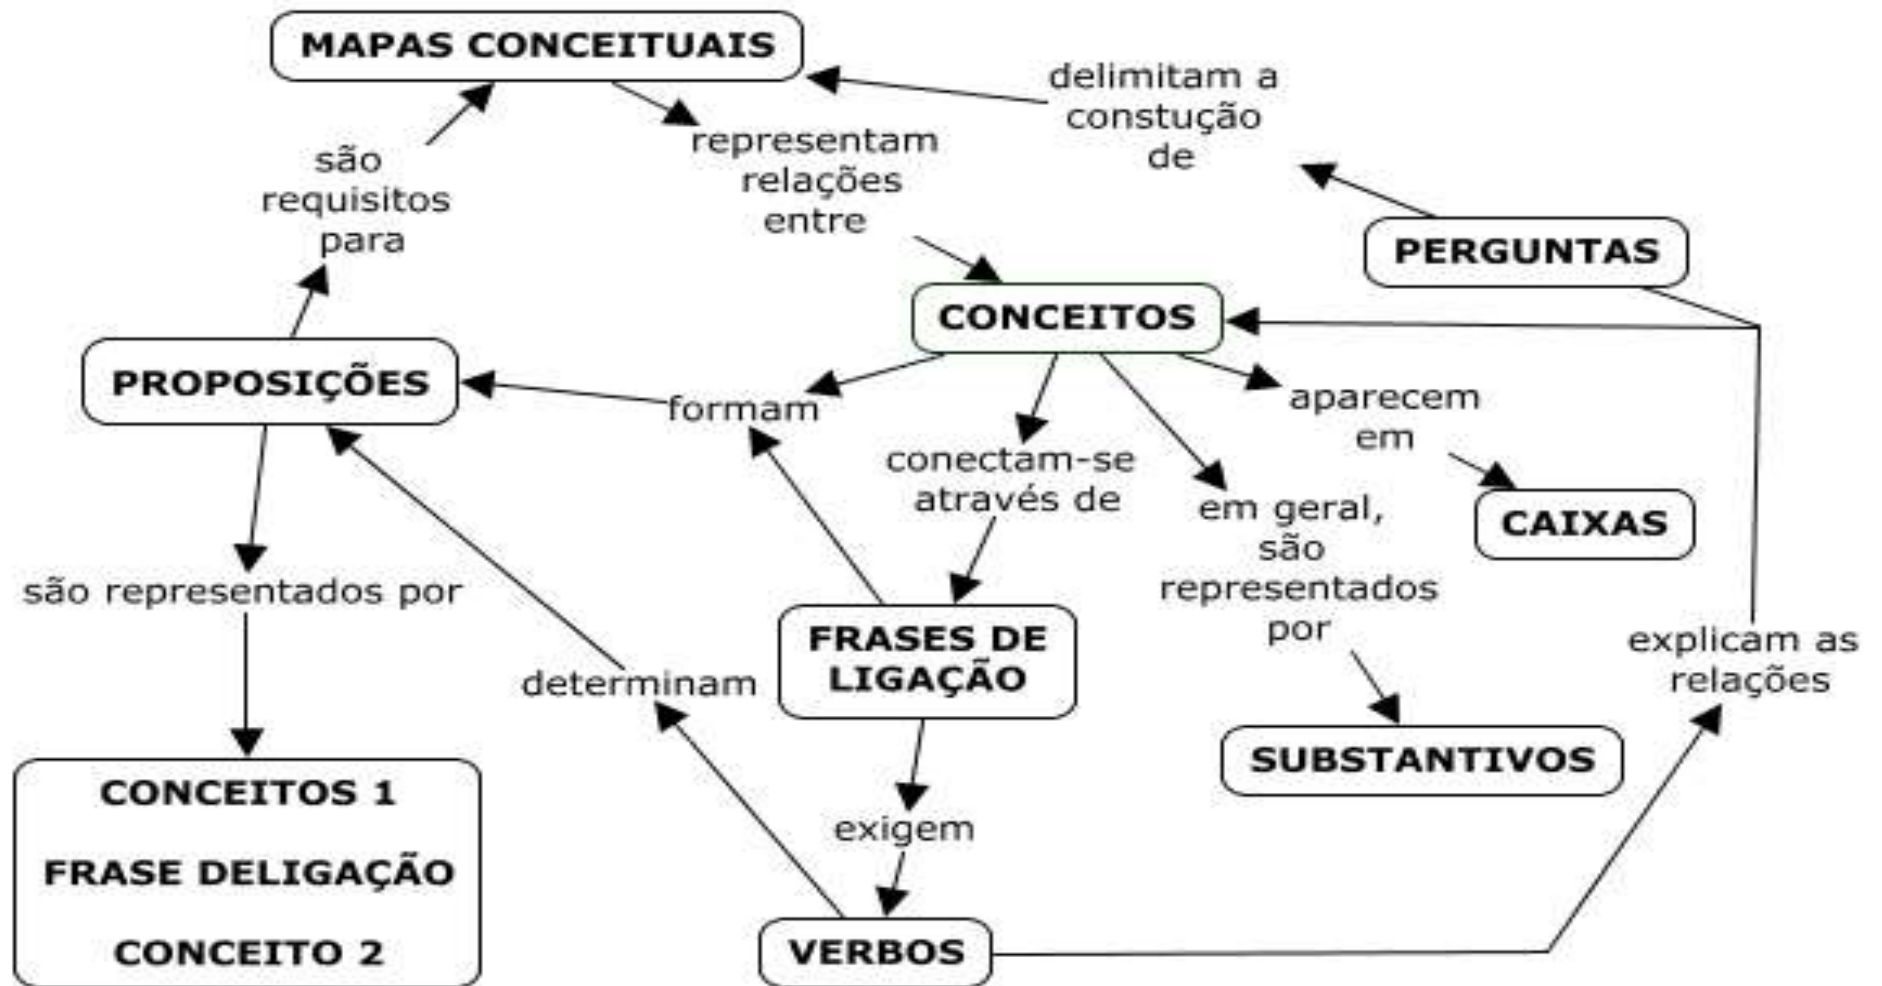 MAPAS CONCEITUAIS
delimitam a
constução
de
representam
relações
entre
são
requisitos
para
PERGUNTAS
CONCEITOS
PROPOSIÇÕES
formam
aparecem
em
conectam-se
através de
em geral,
são
representados
por
CAIXAS
são representados por
FRASES DE
LIGAÇÃO
explicam as
relações
determinam
SUBSTANTIVOS
CONCEITOS 1
FRASE DELIGAÇÃO
CONCEITO 2
exigem
VERBOS